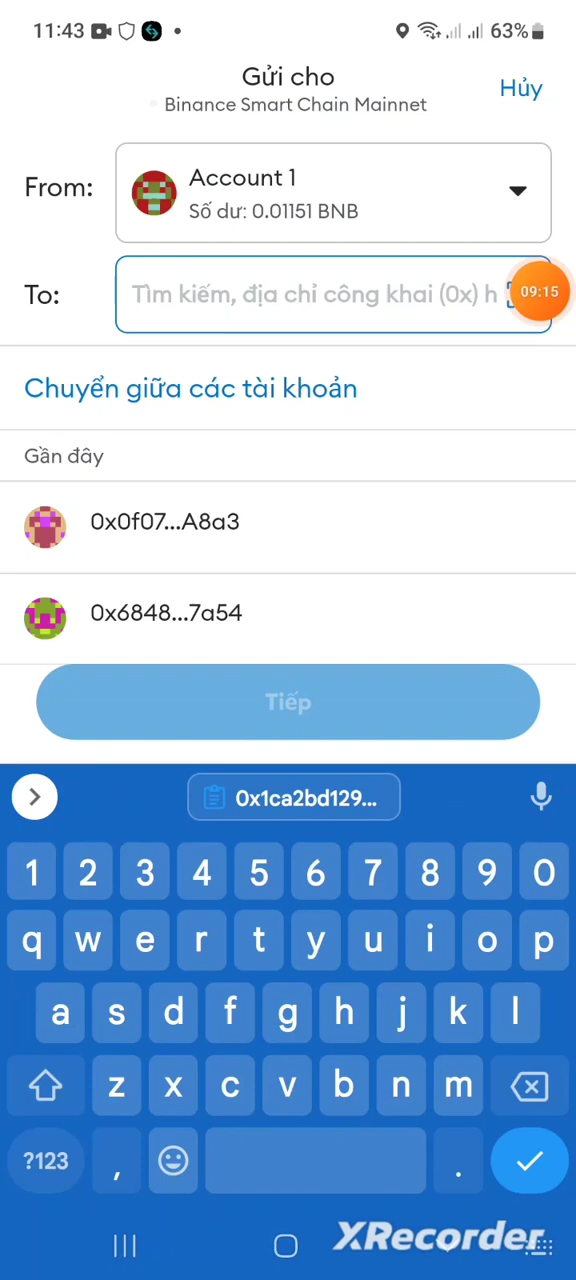 11:43
63%
Gửi cho
Binance Smart Chain Mainnet
Hủy
From:
Account 1
Số dư: 0.01151 BNB
To:
Tìm kiếm, địa chỉ công khai (0x) h
09:15
Chuyển giữa các tài khoản
Gần đây
0x0f07...A8a3
0x6848...7a54
Tiếp
0x1ca2bd129...
1 2 3 4 5 6 7 8 9 0
q w e r t y u i o p
a s d f g h j k l
z x c v b n m
?123 , .
XRecorder